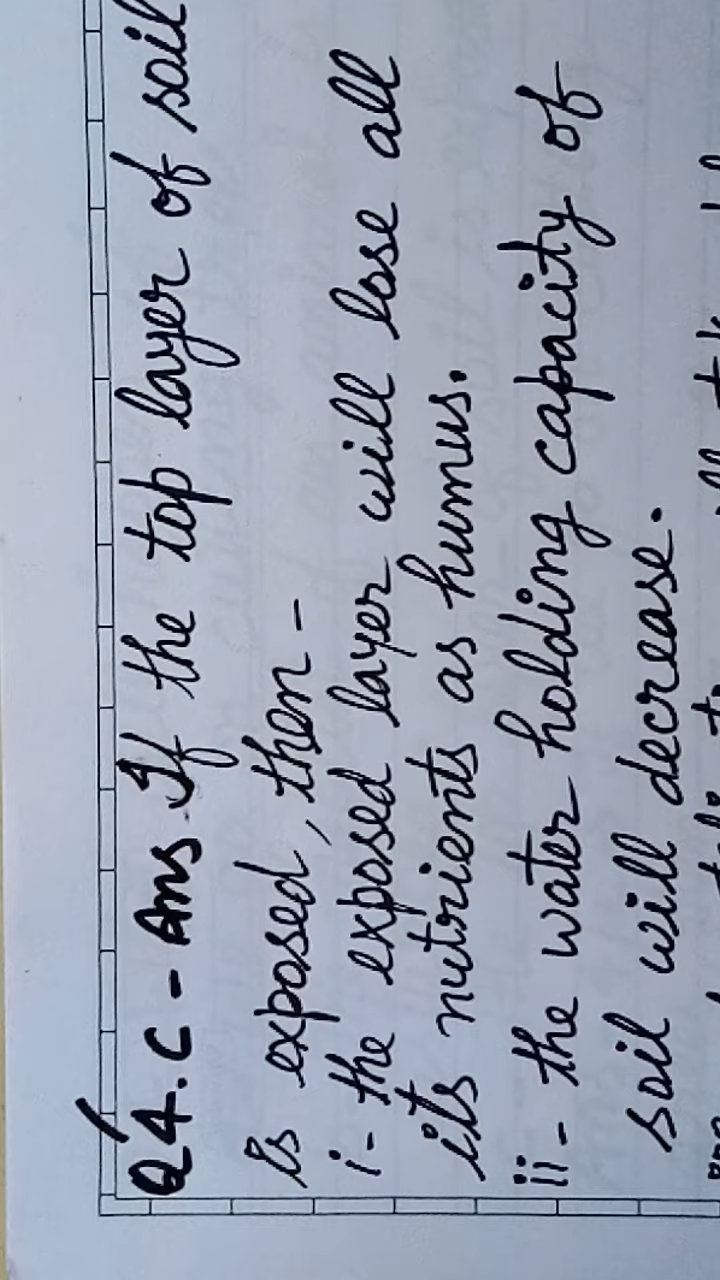 Q4. C - Ans. If the top layer of soil
is exposed, then -
i- the exposed layer will lose all
its nutrients as humus.
ii- the water holding capacity of
soil will decrease.